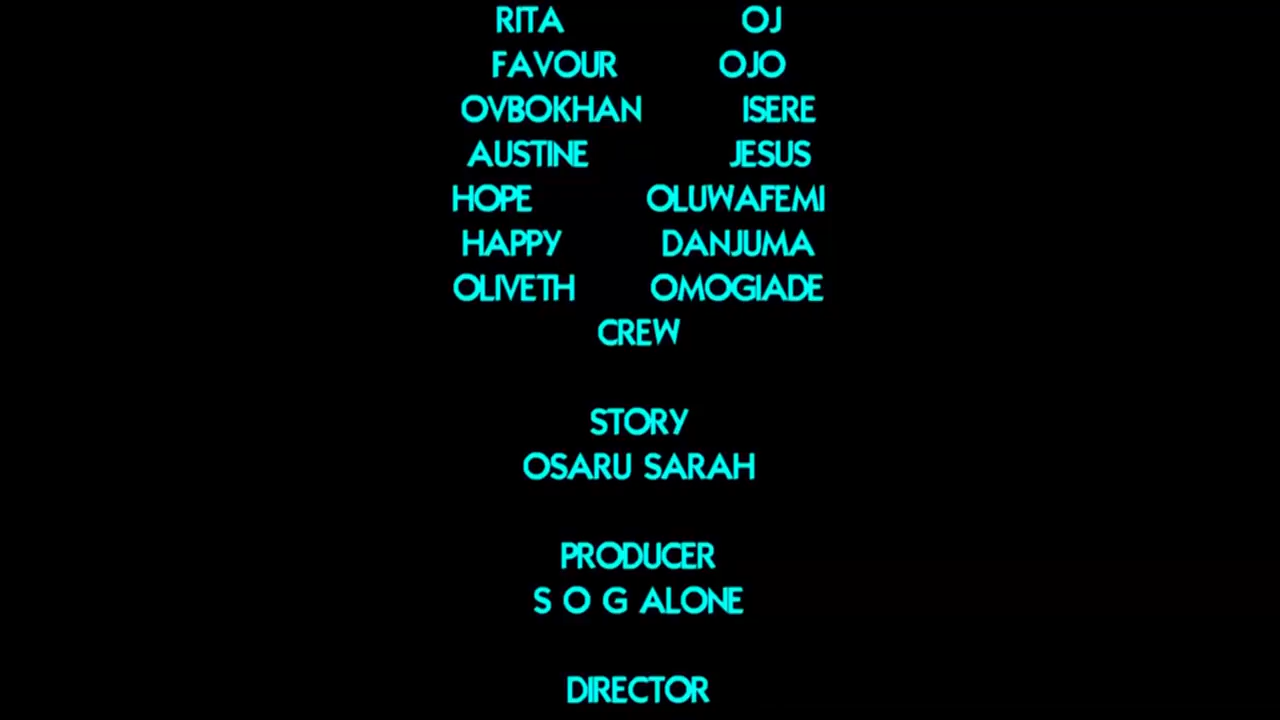 RITA OJ
FAVOUR OJO
OVBOKHAN ISERE
AUSTINE JESUS
HOPE OLUWAFEMI
HAPPY DANJUMA
OLIVETH OMOGIADE
CREW
STORY
OSARU SARAH
PRODUCER
S O G ALONE
DIRECTOR